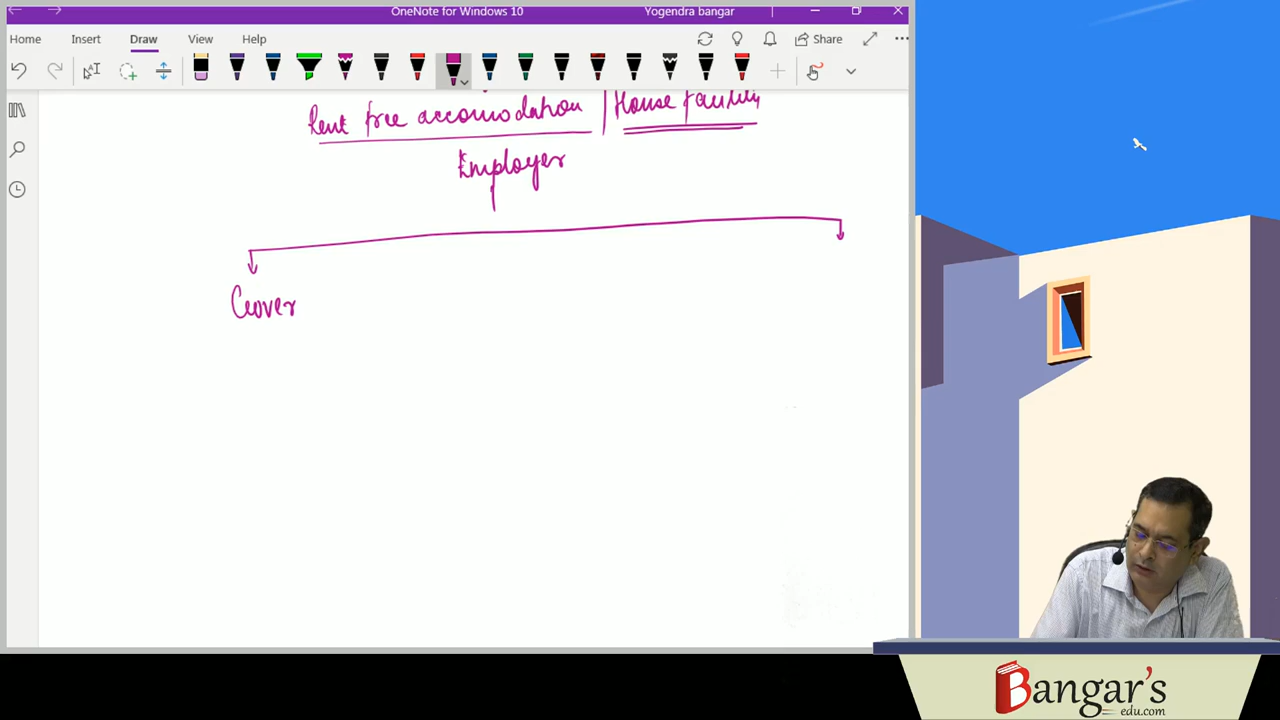 OneNote for Windows 10
Yogendra bangar
Home Insert Draw View Help
Share
Rent free accomodation | House facility
Employer
Gover
Bangar's
edu.com